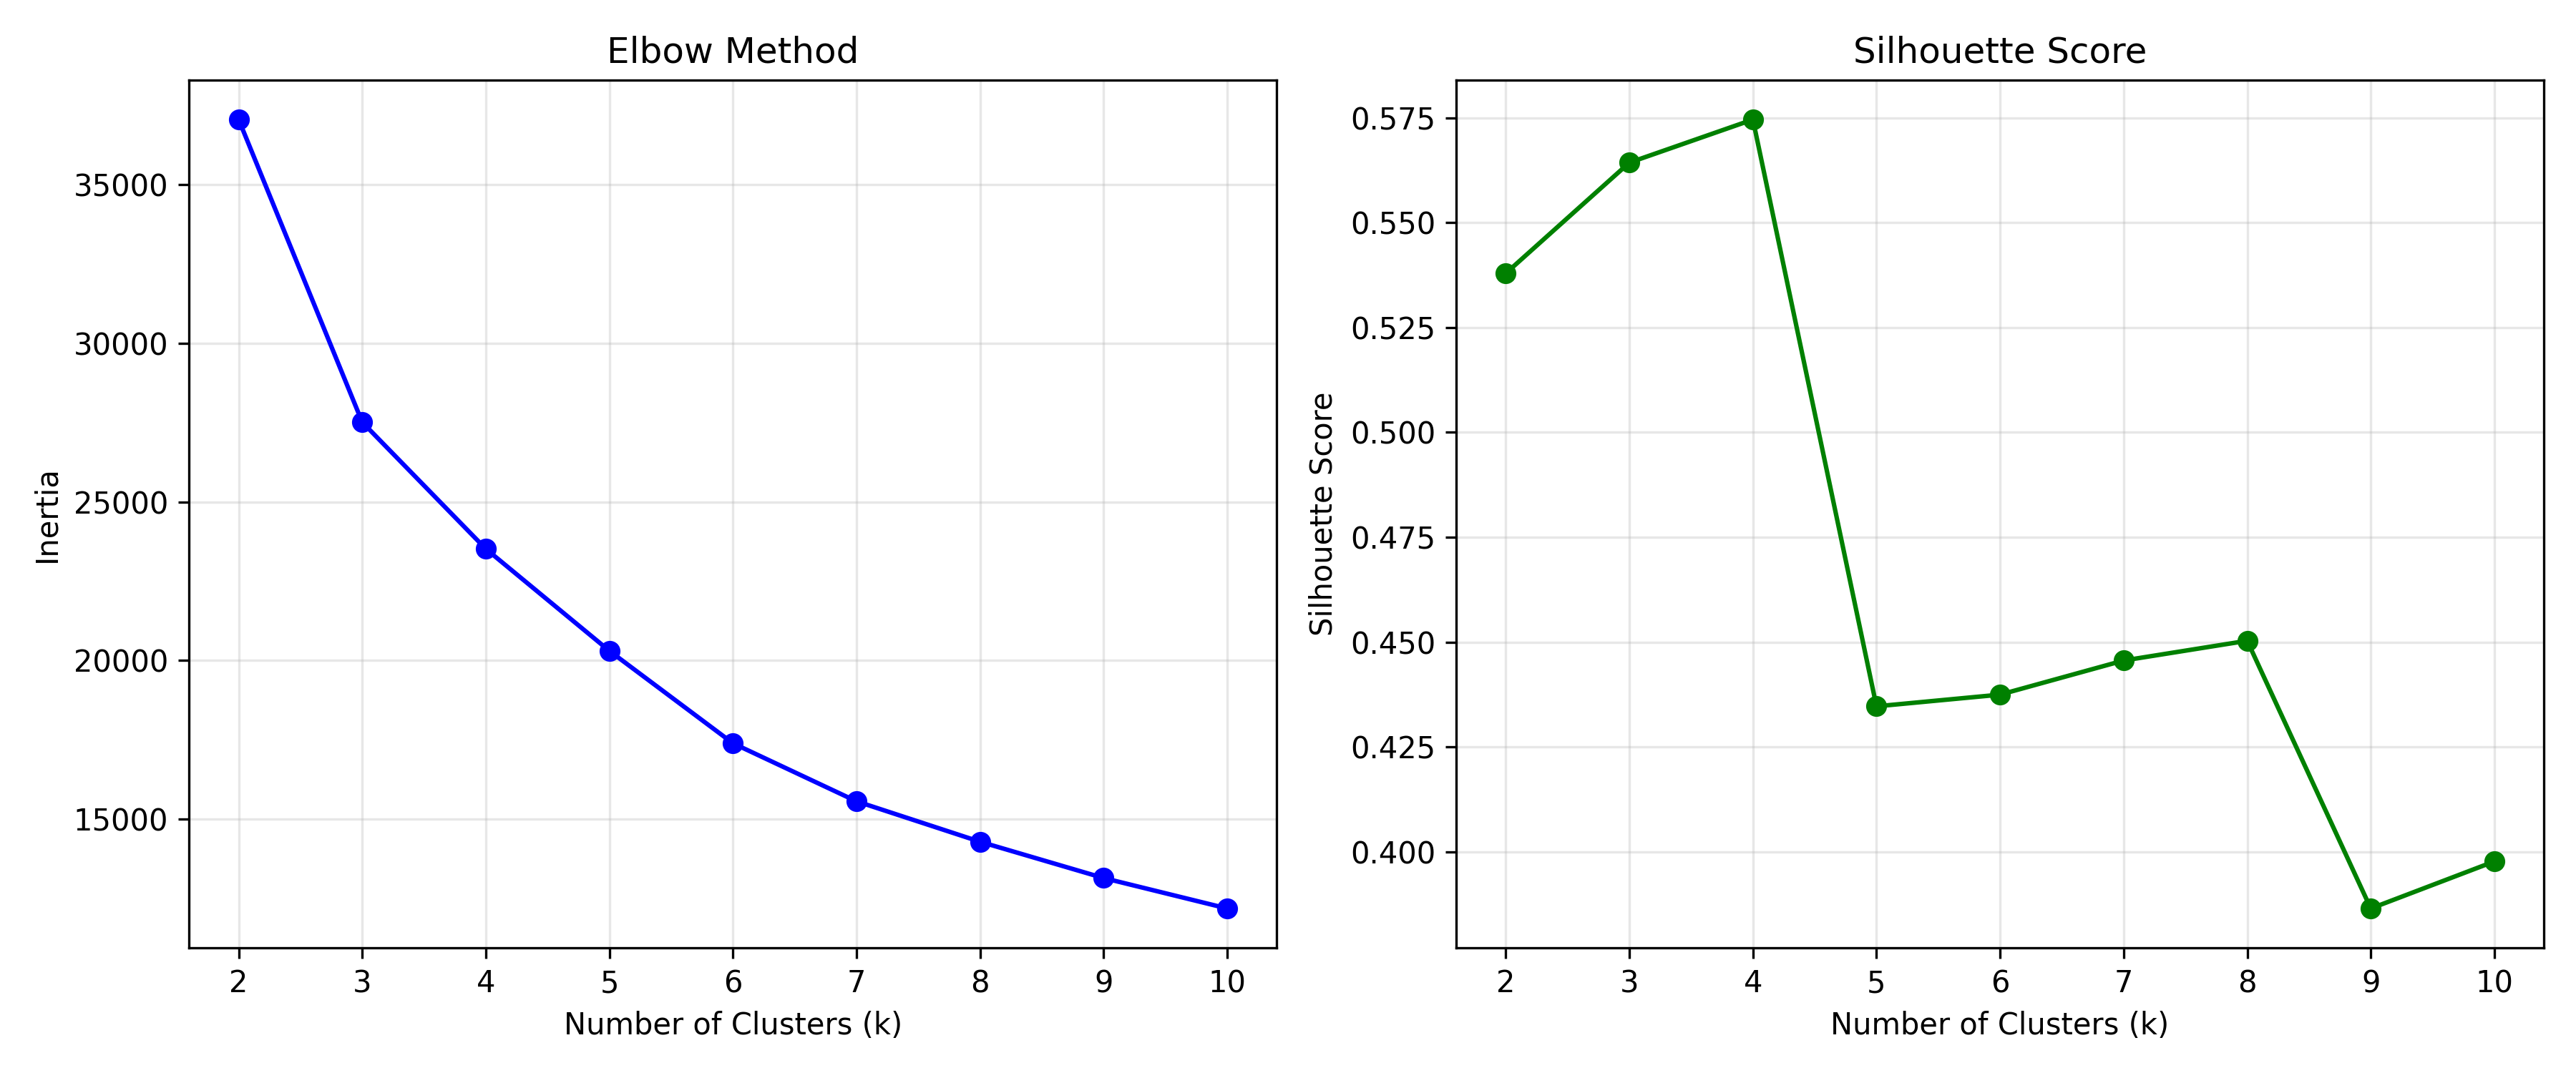 Elbow Method
35000
30000
25000
20000
15000
Inertia
2 3 4 5 6 7 8 9 10
Number of Clusters (k)
Silhouette Score
0.575
0.550
0.525
0.500
0.475
0.450
0.425
0.400
Silhouette Score
2 3 4 5 6 7 8 9 10
Number of Clusters (k)